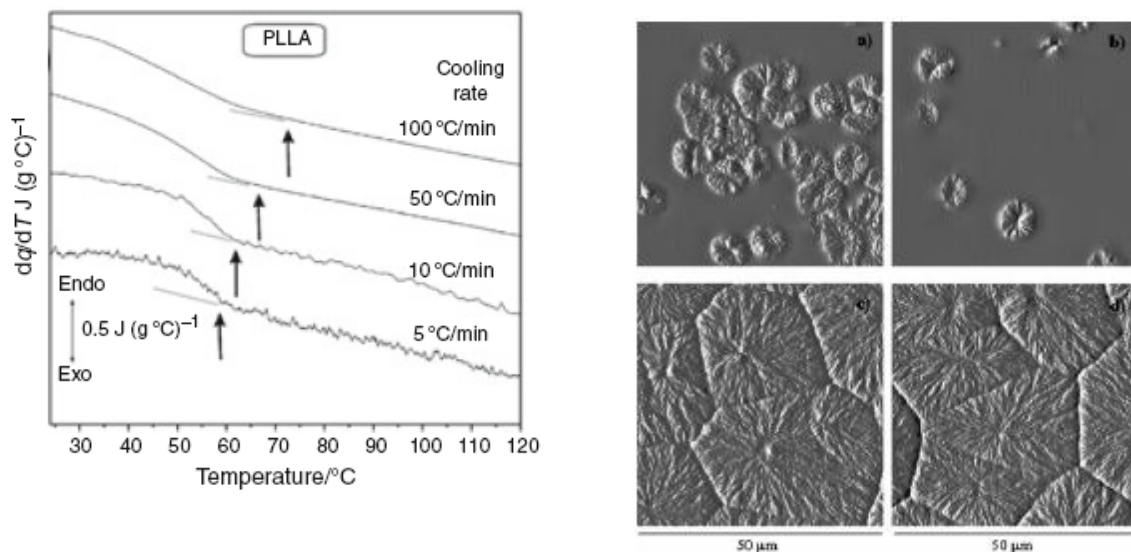 PLLA
Cooling
rate
100 °C/min
50 °C/min
10 °C/min
5 °C/min
dq/dT J (g °C)⁻¹
Endo
0.5 J (g °C)⁻¹
Exo
30 40 50 60 70 80 90 100 110 120
Temperature/°C
a)
b)
c)
d)
50 µm
50 µm